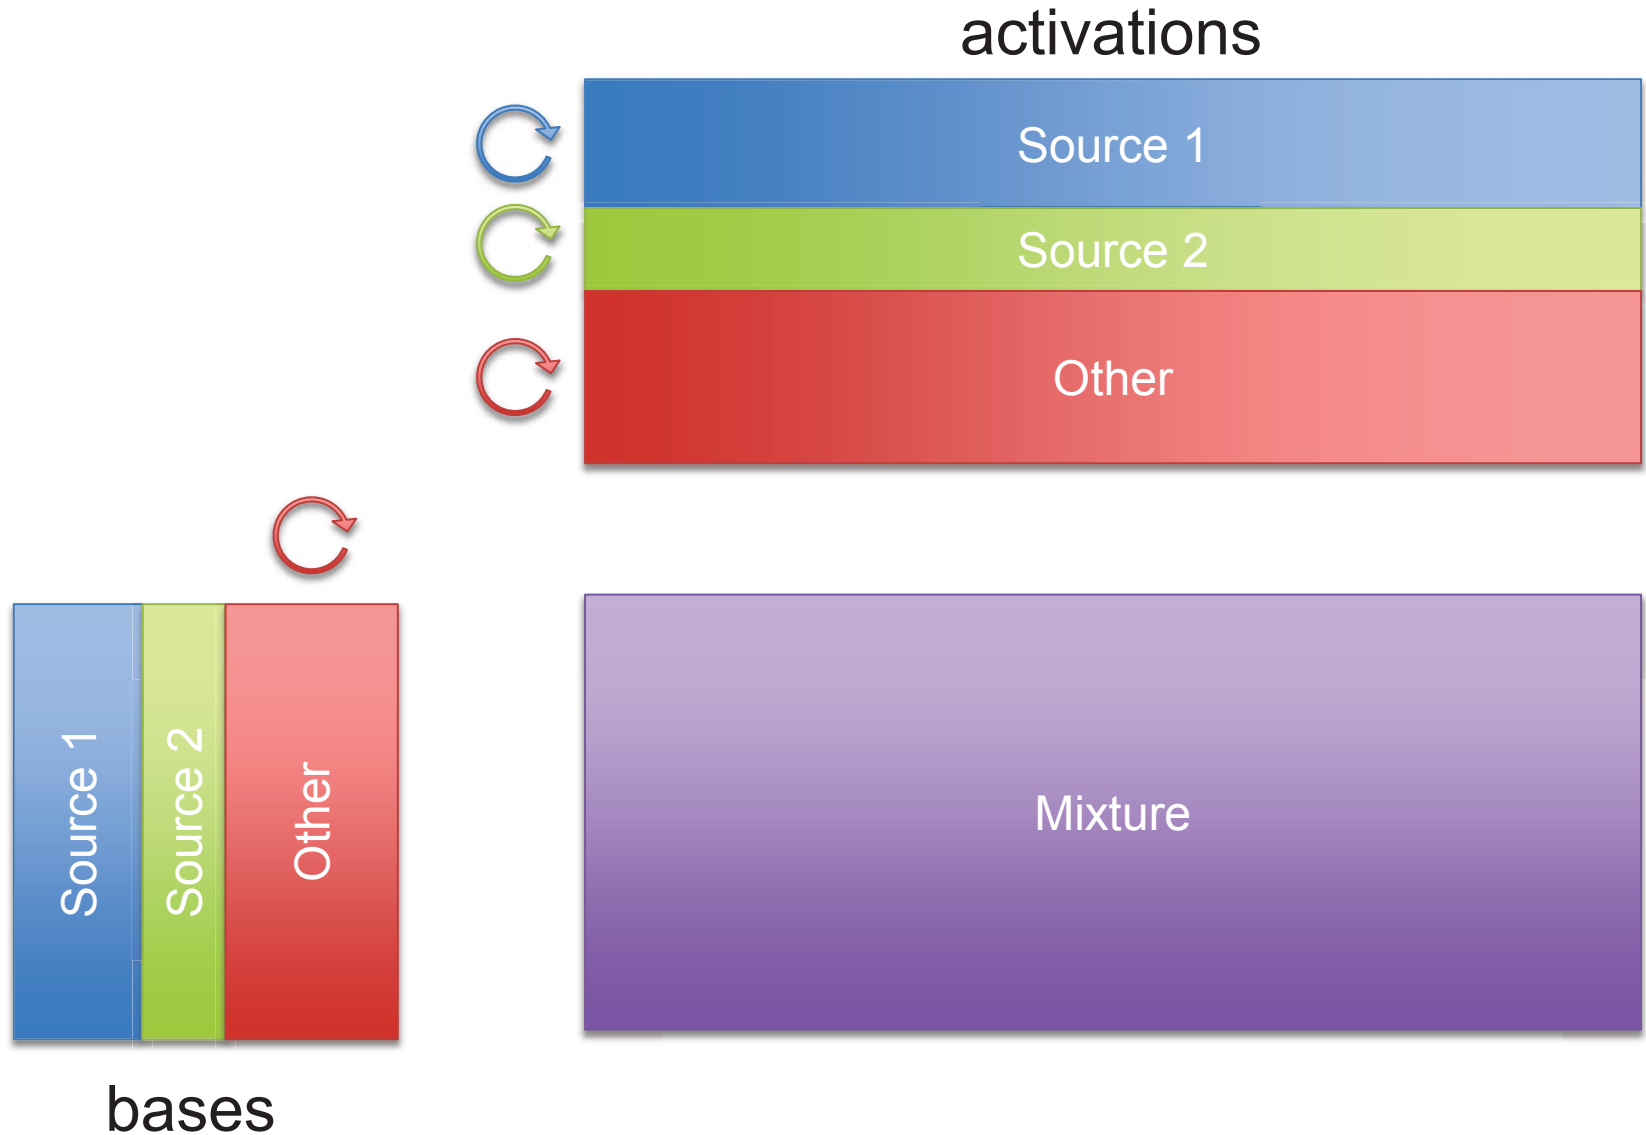 activations
Source 1
Source 2
Other
Source 1
Source 2
Other
Mixture
bases